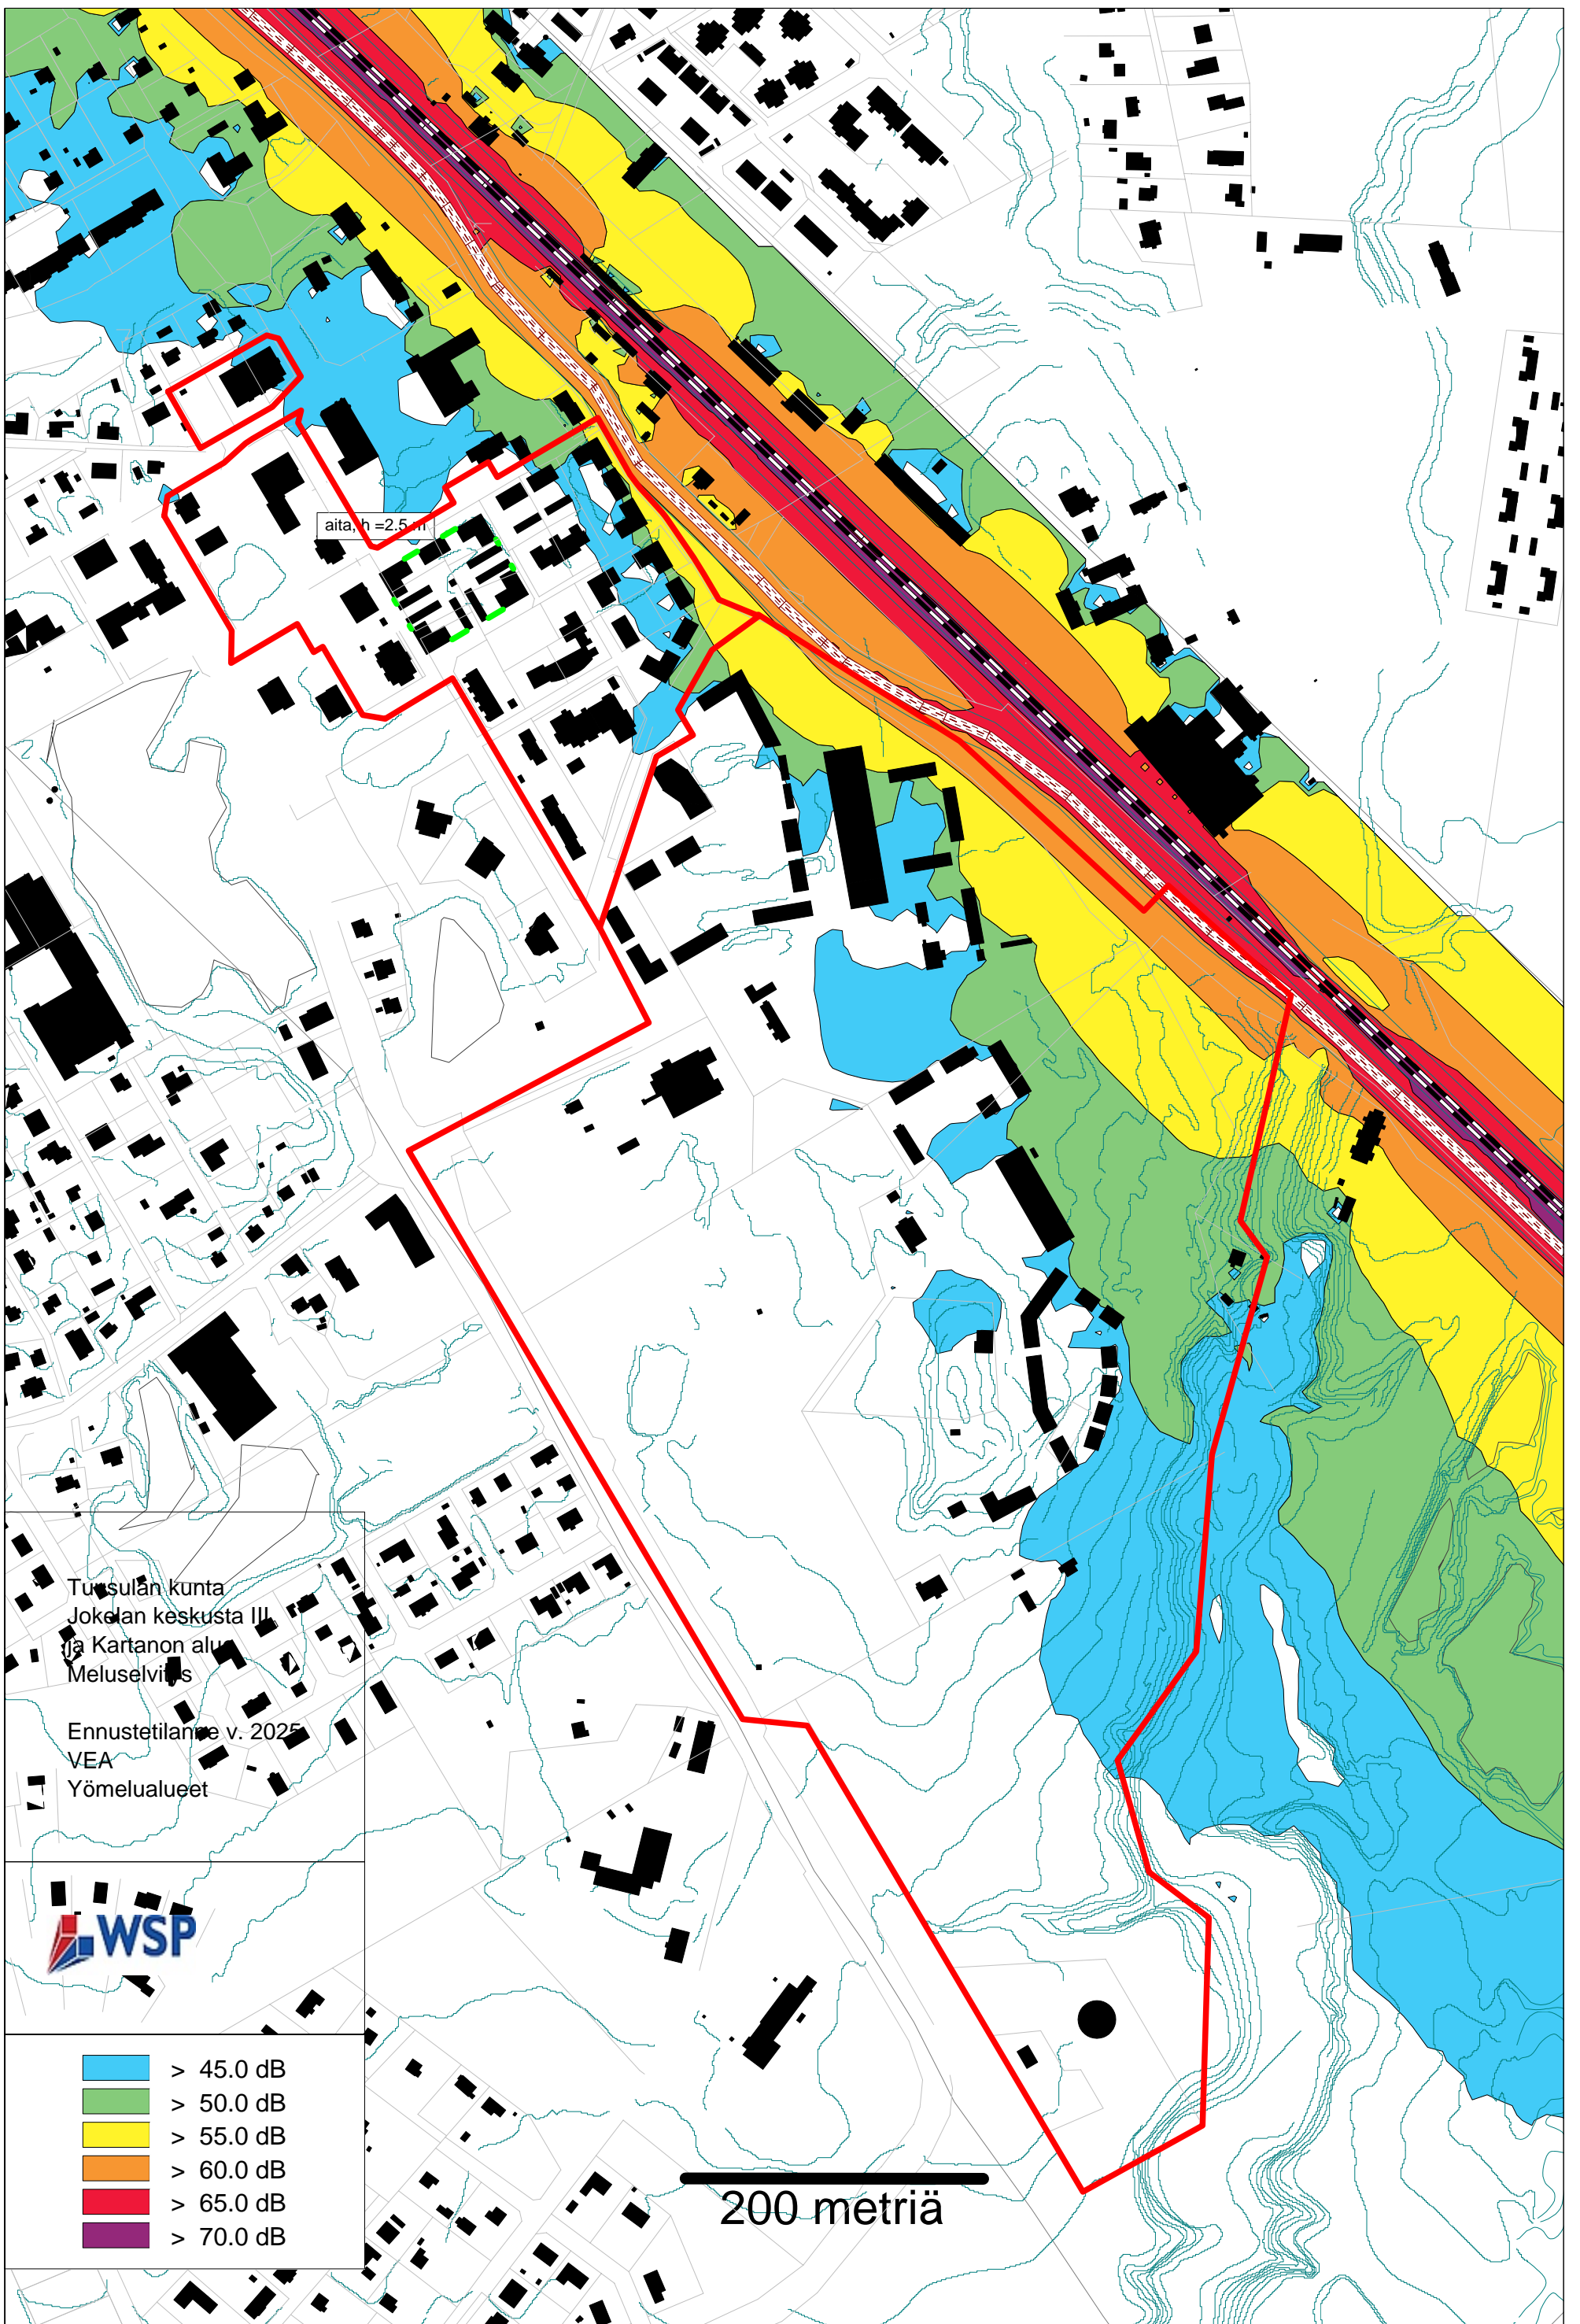 aita, h =2.5 m
Tuusulan kunta
Jokelan keskusta III
ja Kartanon alue
Meluselvitys
Ennustetilanne v. 2025
VEA
Yömelualueet
WSP
> 45.0 dB
> 50.0 dB
> 55.0 dB
> 60.0 dB
> 65.0 dB
> 70.0 dB
200 metriä